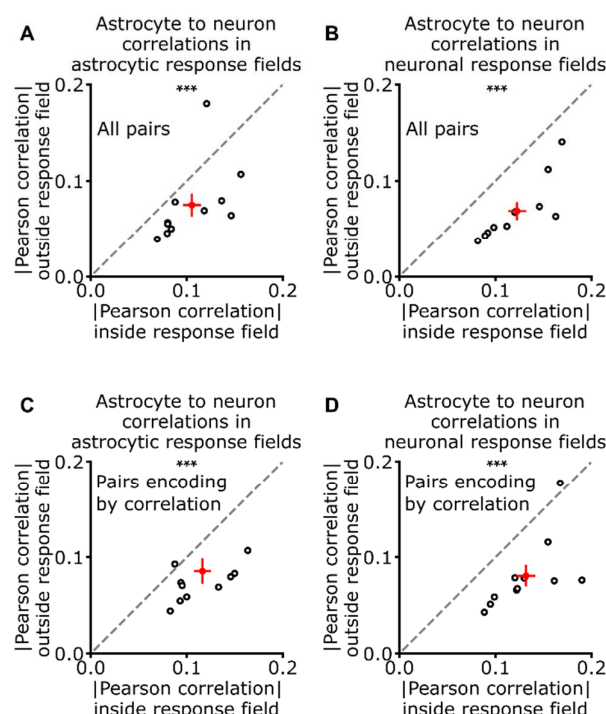 A
Astrocyte to neuron
correlations in
astrocytic response fields
***
All pairs
|Pearson correlation|
outside response field
0.2
0.1
0.0
0.0 0.1 0.2
|Pearson correlation|
inside response field
B
Astrocyte to neuron
correlations in
neuronal response fields
***
All pairs
|Pearson correlation|
outside response field
0.2
0.1
0.0
0.0 0.1 0.2
|Pearson correlation|
inside response field
C
Astrocyte to neuron
correlations in
astrocytic response fields
***
Pairs encoding
by correlation
|Pearson correlation|
outside response field
0.2
0.1
0.0
0.0 0.1 0.2
|Pearson correlation|
inside response field
D
Astrocyte to neuron
correlations in
neuronal response fields
***
Pairs encoding
by correlation
|Pearson correlation|
outside response field
0.2
0.1
0.0
0.0 0.1 0.2
|Pearson correlation|
inside response field